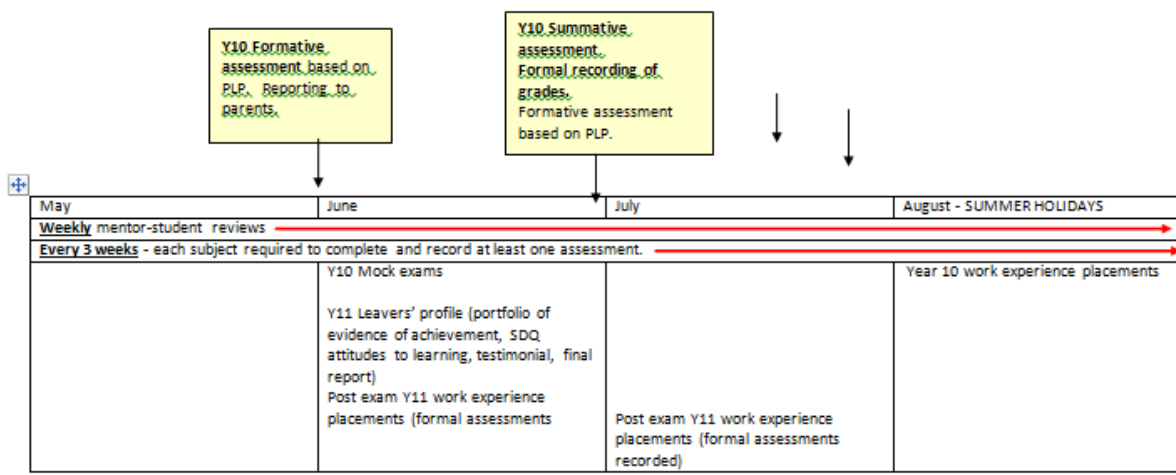 Y10 Formative
assessment based on
PLP. Reporting to
parents.
Y10 Summative
assessment.
Formal recording of
grades.
Formative assessment
based on PLP.
May
June
July
August - SUMMER HOLIDAYS
Weekly mentor-student reviews
Every 3 weeks - each subject required to complete and record at least one assessment.
Y10 Mock exams
Y11 Leavers' profile (portfolio of
evidence of achievement, SDQ
attitudes to learning, testimonial, final
report)
Post exam Y11 work experience
placements (formal assessments
Post exam Y11 work experience
placements (formal assessments
recorded)
Year 10 work experience placements